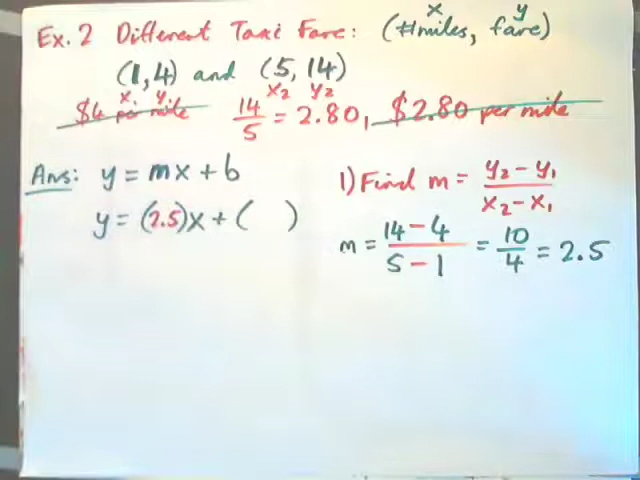 Ex. 2 Different Taxi Fare: (#miles, fare)
x y
(1,4) and (5,14)
x₁ y₁ x₂ y₂
$4 per mile 14/5 = 2.80, $2.80 per mile
Ans: y = mx + b
y = (2.5)x + ( )
1) Find m = y₂ - y₁ / x₂ - x₁
m = 14 - 4 / 5 - 1 = 10/4 = 2.5